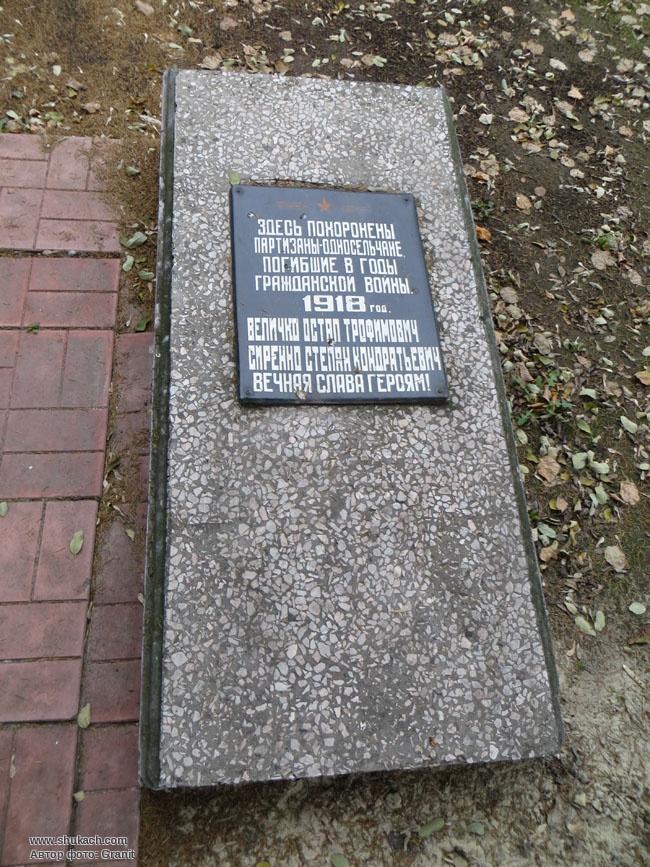 ЗДЕСЬ ПОХОРОНЕНЫ
ПАРТИЗАНЫ-ОДНОСЕЛЬЧАНЕ,
ПОГИБШИЕ В ГОДЫ
ГРАЖДАНСКОЙ ВОЙНЫ.
1918 ГОД.
ВЕЛИЧКО ОСТАП ТРОФИМОВИЧ
СИРЕНКО СТЕПАН КОНДРАТЬЕВИЧ
ВЕЧНАЯ СЛАВА ГЕРОЯМ!
www.shukach.com
Автор фото: Granit